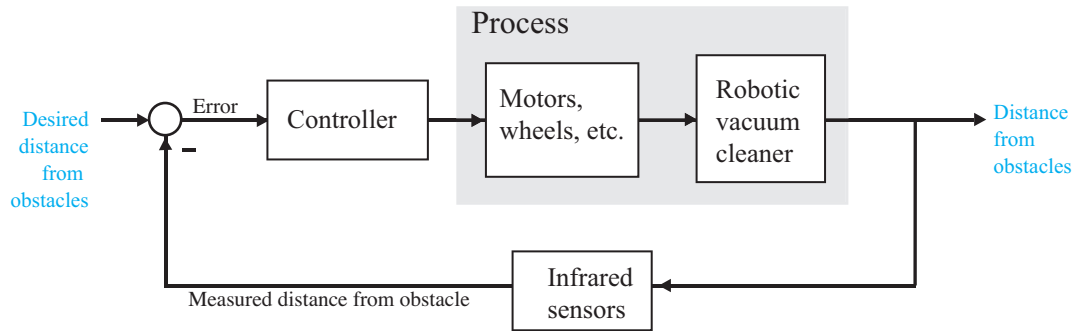 Process
Desired
distance
from
obstacles
Error
−
Controller
Motors,
wheels, etc.
Robotic
vacuum
cleaner
Distance
from
obstacles
Infrared
sensors
Measured distance from obstacle